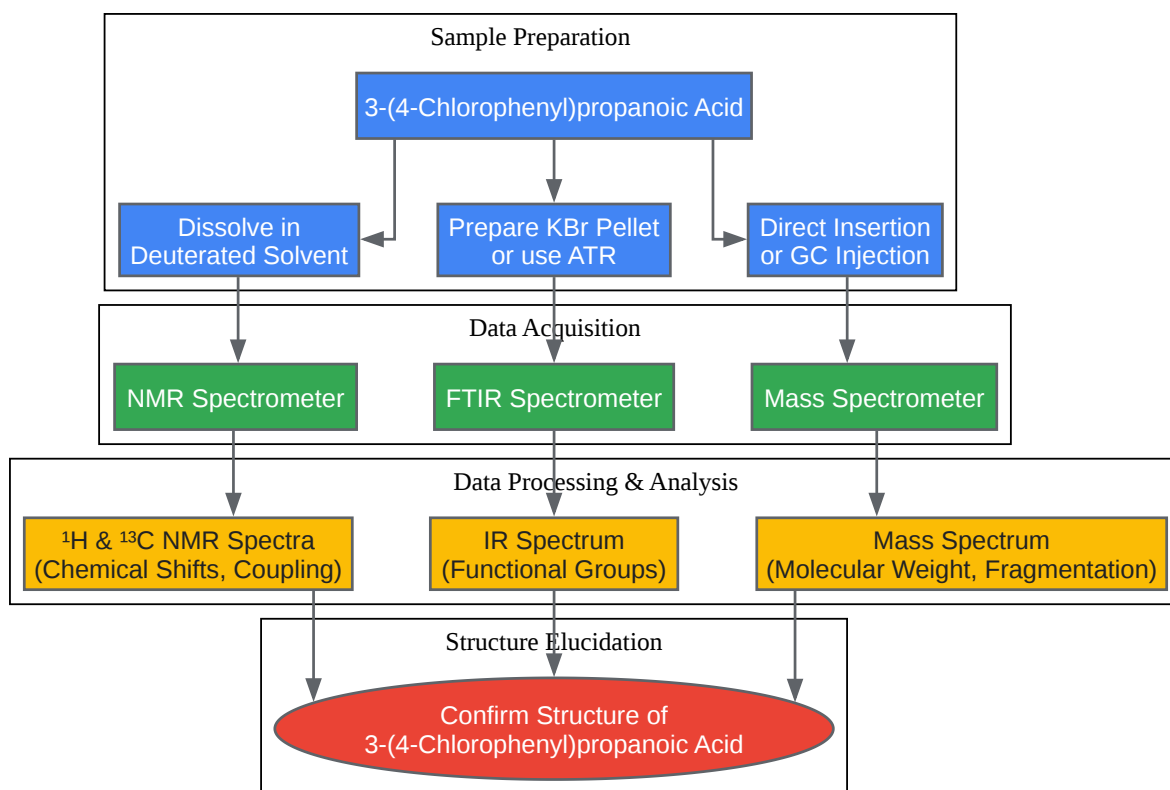 Sample Preparation
3-(4-Chlorophenyl)propanoic Acid
Dissolve in
Deuterated Solvent
Prepare KBr Pellet
or use ATR
Direct Insertion
or GC Injection
Data Acquisition
NMR Spectrometer
FTIR Spectrometer
Mass Spectrometer
Data Processing & Analysis
¹H & ¹³C NMR Spectra
(Chemical Shifts, Coupling)
IR Spectrum
(Functional Groups)
Mass Spectrum
(Molecular Weight, Fragmentation)
Structure Elucidation
Confirm Structure of
3-(4-Chlorophenyl)propanoic Acid